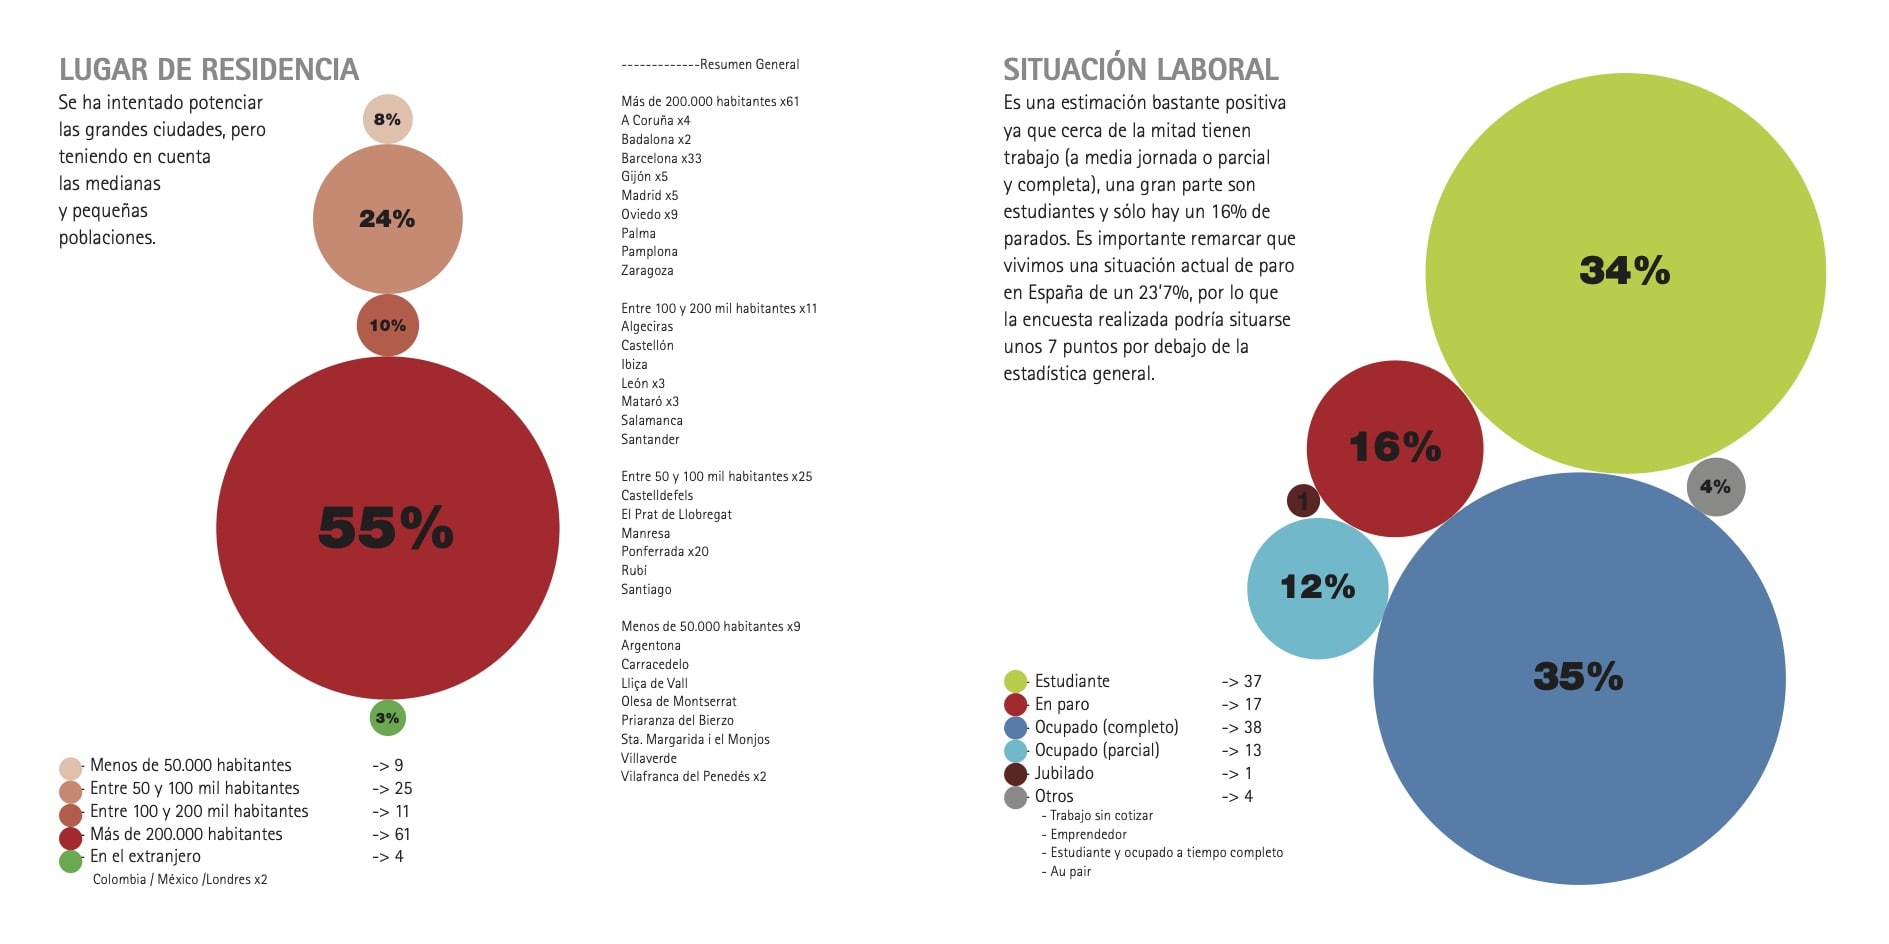 LUGAR DE RESIDENCIA
Se ha intentado potenciar
las grandes ciudades, pero
teniendo en cuenta
las medianas
y pequeñas
poblaciones.
8%
24%
10%
55%
3%
- Menos de 50.000 habitantes -> 9
- Entre 50 y 100 mil habitantes -> 25
- Entre 100 y 200 mil habitantes -> 11
- Más de 200.000 habitantes -> 61
- En el extranjero -> 4
Colombia / México /Londres x2
-------------Resumen General
Más de 200.000 habitantes x61
A Coruña x4
Badalona x2
Barcelona x33
Gijón x5
Madrid x5
Oviedo x9
Palma
Pamplona
Zaragoza
Entre 100 y 200 mil habitantes x11
Algeciras
Castellón
Ibiza
León x3
Mataró x3
Salamanca
Santander
Entre 50 y 100 mil habitantes x25
Castelldefels
El Prat de Llobregat
Manresa
Ponferrada x20
Rubí
Santiago
Menos de 50.000 habitantes x9
Argentona
Carracedelo
Lliça de Vall
Olesa de Montserrat
Priaranza del Bierzo
Sta. Margarida i el Monjos
Villaverde
Vilafranca del Penedés x2
SITUACIÓN LABORAL
Es una estimación bastante positiva
ya que cerca de la mitad tienen
trabajo (a media jornada o parcial
y completa), una gran parte son
estudiantes y sólo hay un 16% de
parados. Es importante remarcar que
vivimos una situación actual de paro
en España de un 23'7%, por lo que
la encuesta realizada podría situarse
unos 7 puntos por debajo de la
estadística general.
34%
16%
4%
1
12%
35%
- Estudiante -> 37
- En paro -> 17
- Ocupado (completo) -> 38
- Ocupado (parcial) -> 13
- Jubilado -> 1
- Otros -> 4
- Trabajo sin cotizar
- Emprendedor
- Estudiante y ocupado a tiempo completo
- Au pair